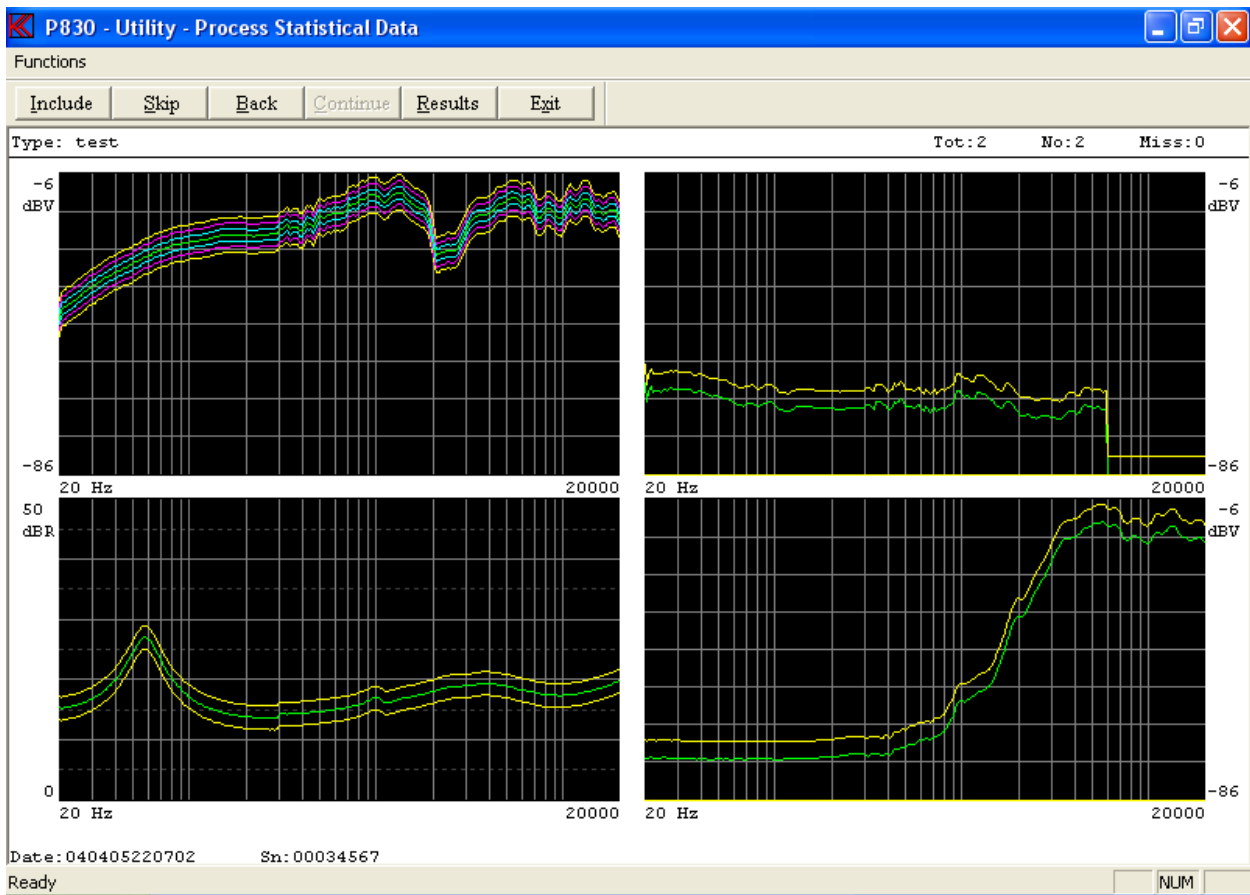 P830 - Utility - Process Statistical Data
Functions
Include Skip Back Continue Results Exit
Type: test Tot:2 No:2 Miss:0
-6 -6
dBV dBV
-86 -86
20 Hz 20000 20 Hz 20000
50 -6
dBR dBV
0 -86
20 Hz 20000 20 Hz 20000
Date:040405220702 Sn:00034567
Ready NUM